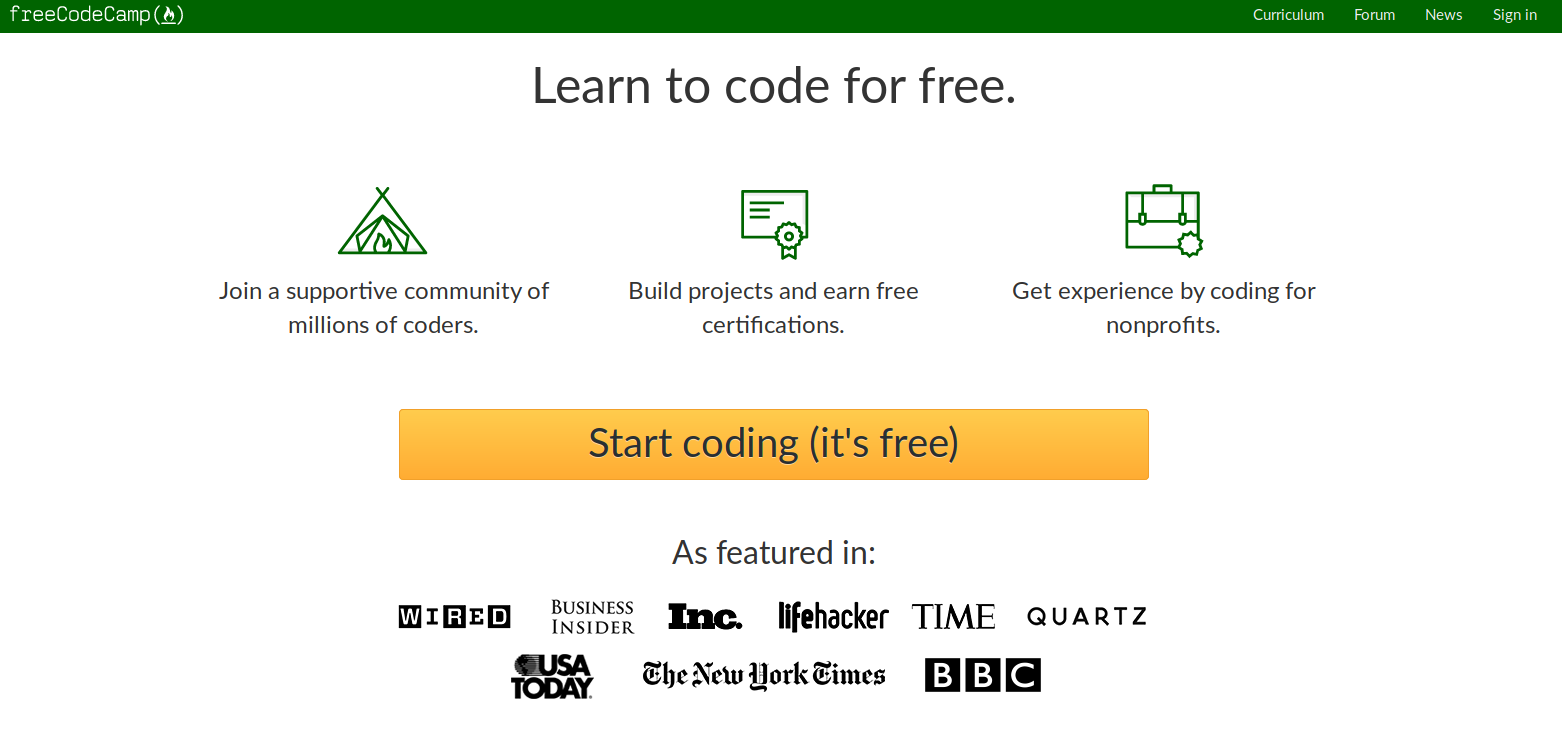 freeCodeCamp Curriculum Forum News Sign in
Learn to code for free.
Join a supportive community of
millions of coders.
Build projects and earn free
certifications.
Get experience by coding for
nonprofits.
Start coding (it's free)
As featured in:
WIRED BUSINESS INSIDER Inc. lifehacker TIME QUARTZ
USA TODAY The New York Times BBC